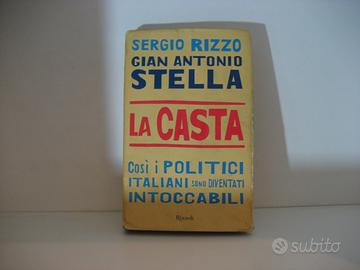 SERGIO RIZZO
GIAN ANTONIO
STELLA
LA CASTA
COSÌ i POLITICI
ITALIANI SONO DIVENTATI
INTOCCABILI
Rizzoli
subito